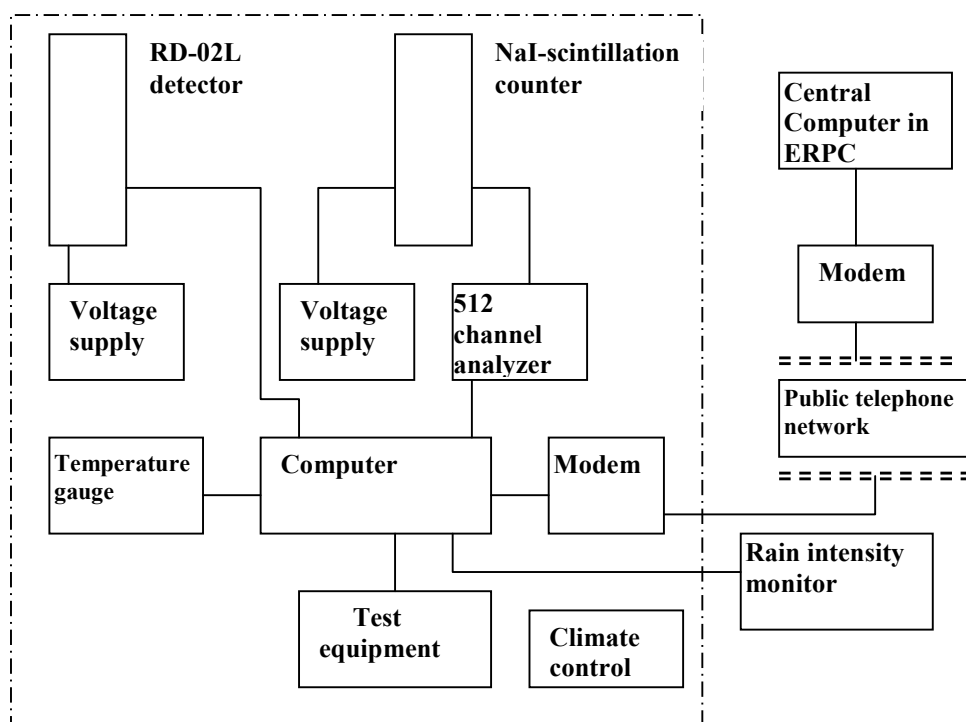 RD-02L
detector
NaI-scintillation
counter
Central
Computer in
ERPC
Modem
Voltage
supply
Voltage
supply
512
channel
analyzer
Public telephone
network
Temperature
gauge
Computer
Modem
Rain intensity
monitor
Test
equipment
Climate
control